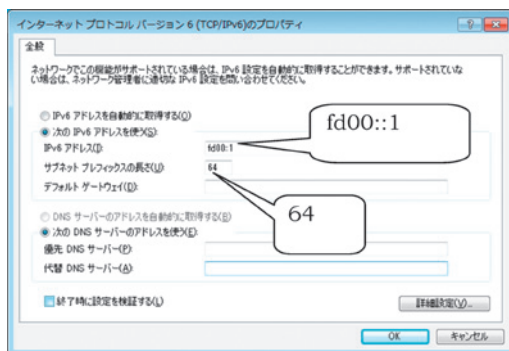 インターネット プロトコル バージョン 6 (TCP/IPv6)のプロパティ
全般
ネットワークでこの機能がサポートされている場合は、IPv6 設定を自動的に取得することができます。サポートされていな
い場合は、ネットワーク管理者に適切な IPv6 設定を問い合わせてください。
IPv6 アドレスを自動的に取得する(O)
次の IPv6 アドレスを使う(S):
IPv6 アドレス(I):
fd00::1
fd00::1
サブネット プレフィックスの長さ(U):
64
デフォルト ゲートウェイ(D):
64
DNS サーバーのアドレスを自動的に取得する(B)
次の DNS サーバーのアドレスを使う(E):
優先 DNS サーバー(P):
代替 DNS サーバー(A):
終了時に設定を検証する(L)
詳細設定(V)...
OK
キャンセル